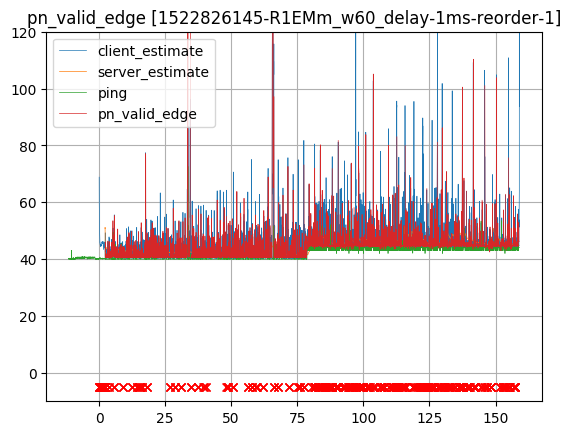 pn_valid_edge [1522826145-R1EMm_w60_delay-1ms-reorder-1]
client_estimate
server_estimate
ping
pn_valid_edge
120
100
80
60
40
20
0
0 25 50 75 100 125 150